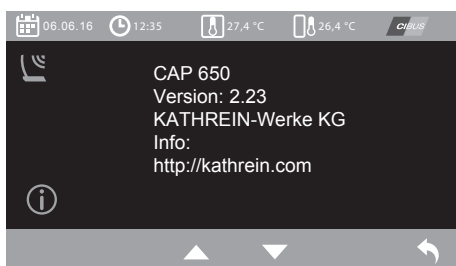 06.06.16 12:35 27,4 °C 26,4 °C CIBUS
CAP 650
Version: 2.23
KATHREIN-Werke KG
Info:
http://kathrein.com